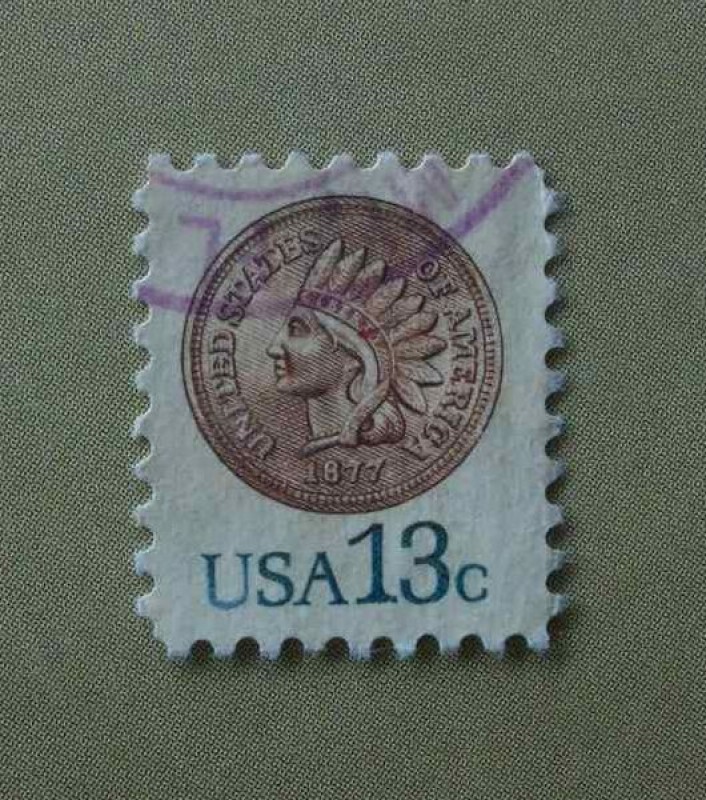 UNITED STATES OF AMERICA
1877
USA13c